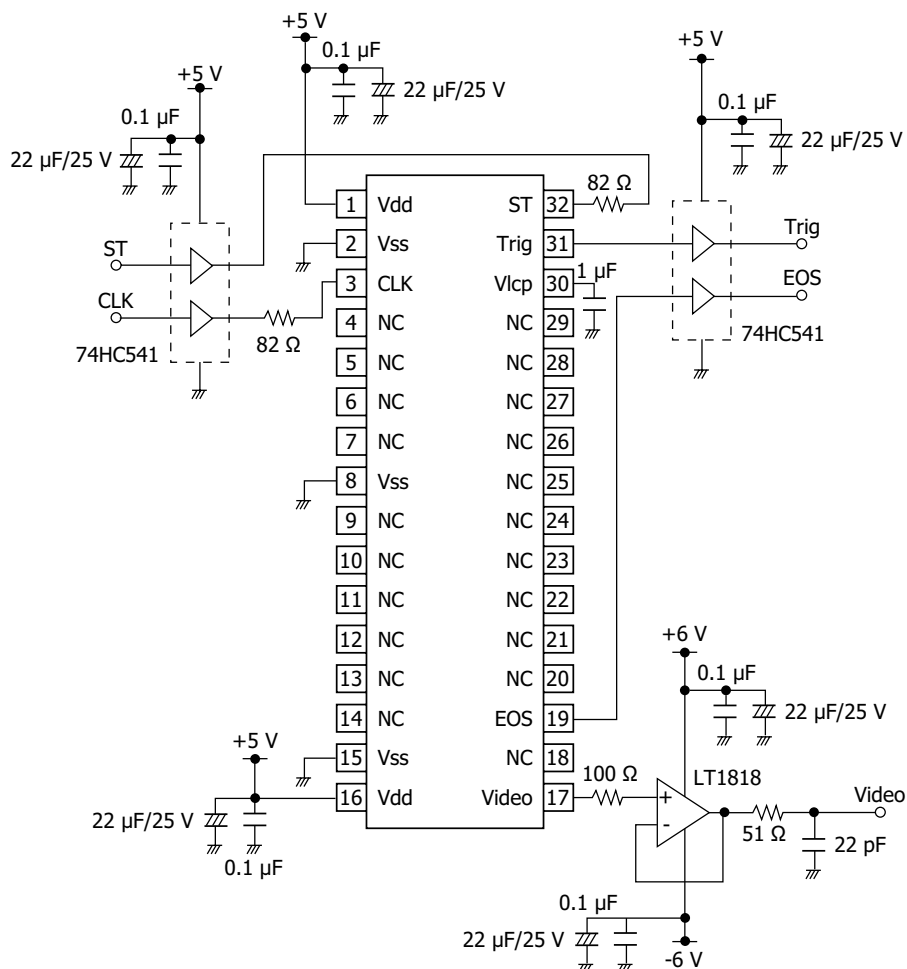 +5 V
0.1 µF
22 µF/25 V
+5 V
0.1 µF
22 µF/25 V
+5 V
0.1 µF
22 µF/25 V
ST
CLK
82 Ω
74HC541
82 Ω
1 µF
Trig
EOS
74HC541
1 Vdd
2 Vss
3 CLK
4 NC
5 NC
6 NC
7 NC
8 Vss
9 NC
10 NC
11 NC
12 NC
13 NC
14 NC
15 Vss
16 Vdd
ST 32
Trig 31
Vlcp 30
NC 29
NC 28
NC 27
NC 26
NC 25
NC 24
NC 23
NC 22
NC 21
NC 20
EOS 19
NC 18
Video 17
+5 V
22 µF/25 V
0.1 µF
+6 V
0.1 µF
22 µF/25 V
100 Ω
LT1818
+
-
51 Ω
Video
22 pF
0.1 µF
22 µF/25 V
-6 V